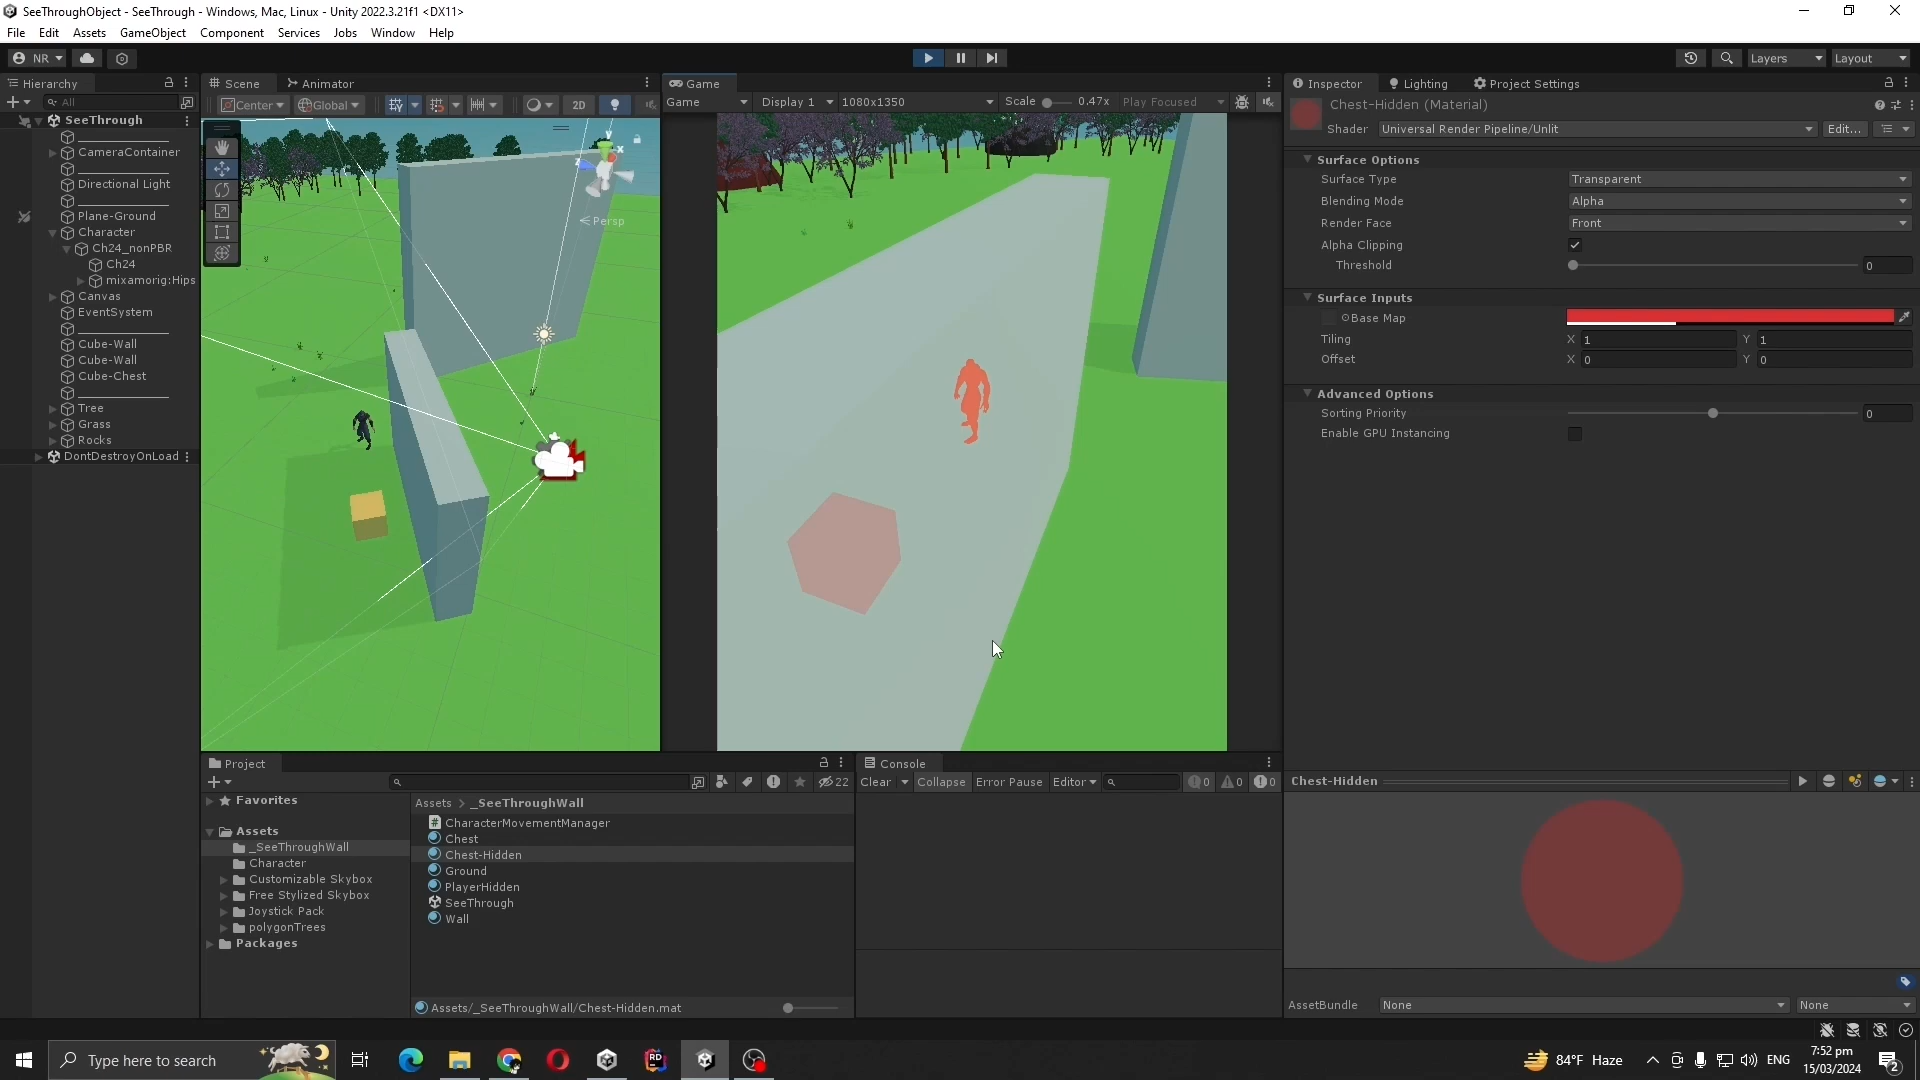 SeeThroughObject - SeeThrough - Windows, Mac, Linux - Unity 2022.3.21f1 <DX11>
File Edit Assets GameObject Component Services Jobs Window Help
NR Layers Layout
Hierarchy
All
SeeThrough
CameraContainer
Directional Light
Plane-Ground
Character
Ch24_nonPBR
Ch24
mixamorig:Hips
Canvas
EventSystem
Cube-Wall
Cube-Wall
Cube-Chest
Tree
Grass
Rocks
DontDestroyOnLoad
Scene Animator
Center Global 2D
y
x
z
Persp
Game
Game Display 1 1080x1350 Scale 0.47x Play Focused
Inspector Lighting Project Settings
Chest-Hidden (Material)
Shader Universal Render Pipeline/Unlit Edit...
Surface Options
Surface Type Transparent
Blending Mode Alpha
Render Face Front
Alpha Clipping
Threshold 0
Surface Inputs
Base Map
Tiling X 1 Y 1
Offset X 0 Y 0
Advanced Options
Sorting Priority 0
Enable GPU Instancing
Project
22
Favorites
Assets
_SeeThroughWall
Character
Customizable Skybox
Free Stylized Skybox
Joystick Pack
polygonTrees
Packages
Assets > _SeeThroughWall
CharacterMovementManager
Chest
Chest-Hidden
Ground
PlayerHidden
SeeThrough
Wall
Assets/_SeeThroughWall/Chest-Hidden.mat
Console
Clear Collapse Error Pause Editor 0 0 0
Chest-Hidden
AssetBundle None None
Type here to search
RD
84°F Haze
ENG
7:52 pm
15/03/2024
2